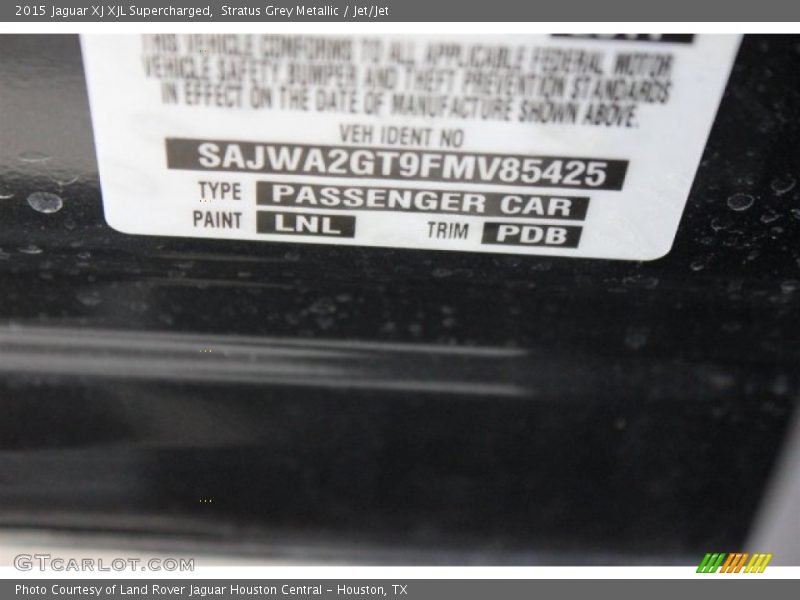 2015 Jaguar XJ XJL Supercharged, Stratus Grey Metallic / Jet/Jet
THIS VEHICLE CONFORMS TO ALL APPLICABLE FEDERAL MOTOR
VEHICLE SAFETY, BUMPER AND THEFT PREVENTION STANDARDS
IN EFFECT ON THE DATE OF MANUFACTURE SHOWN ABOVE.
VEH IDENT NO
SAJWA2GT9FMV85425
TYPE PASSENGER CAR
PAINT LNL TRIM PDB
GTCARLOT.COM
Photo Courtesy of Land Rover Jaguar Houston Central - Houston, TX